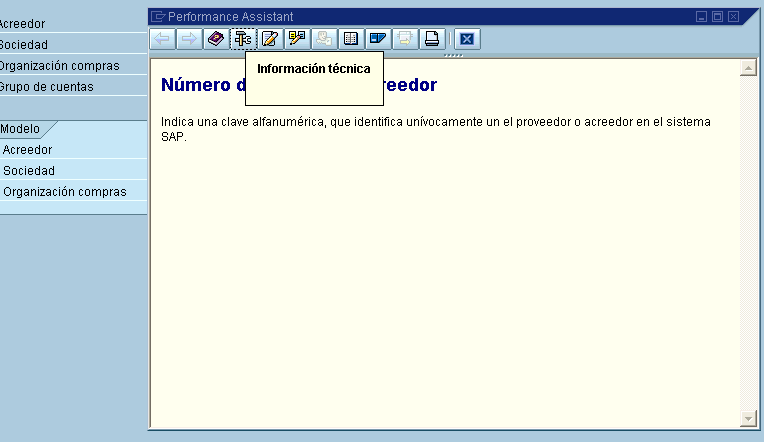 Performance Assistant
Acreedor
Sociedad
Organización compras
Grupo de cuentas
Modelo
Acreedor
Sociedad
Organización compras
Información técnica
Número d reedor
Indica una clave alfanumérica, que identifica unívocamente un el proveedor o acreedor en el sistema
SAP.